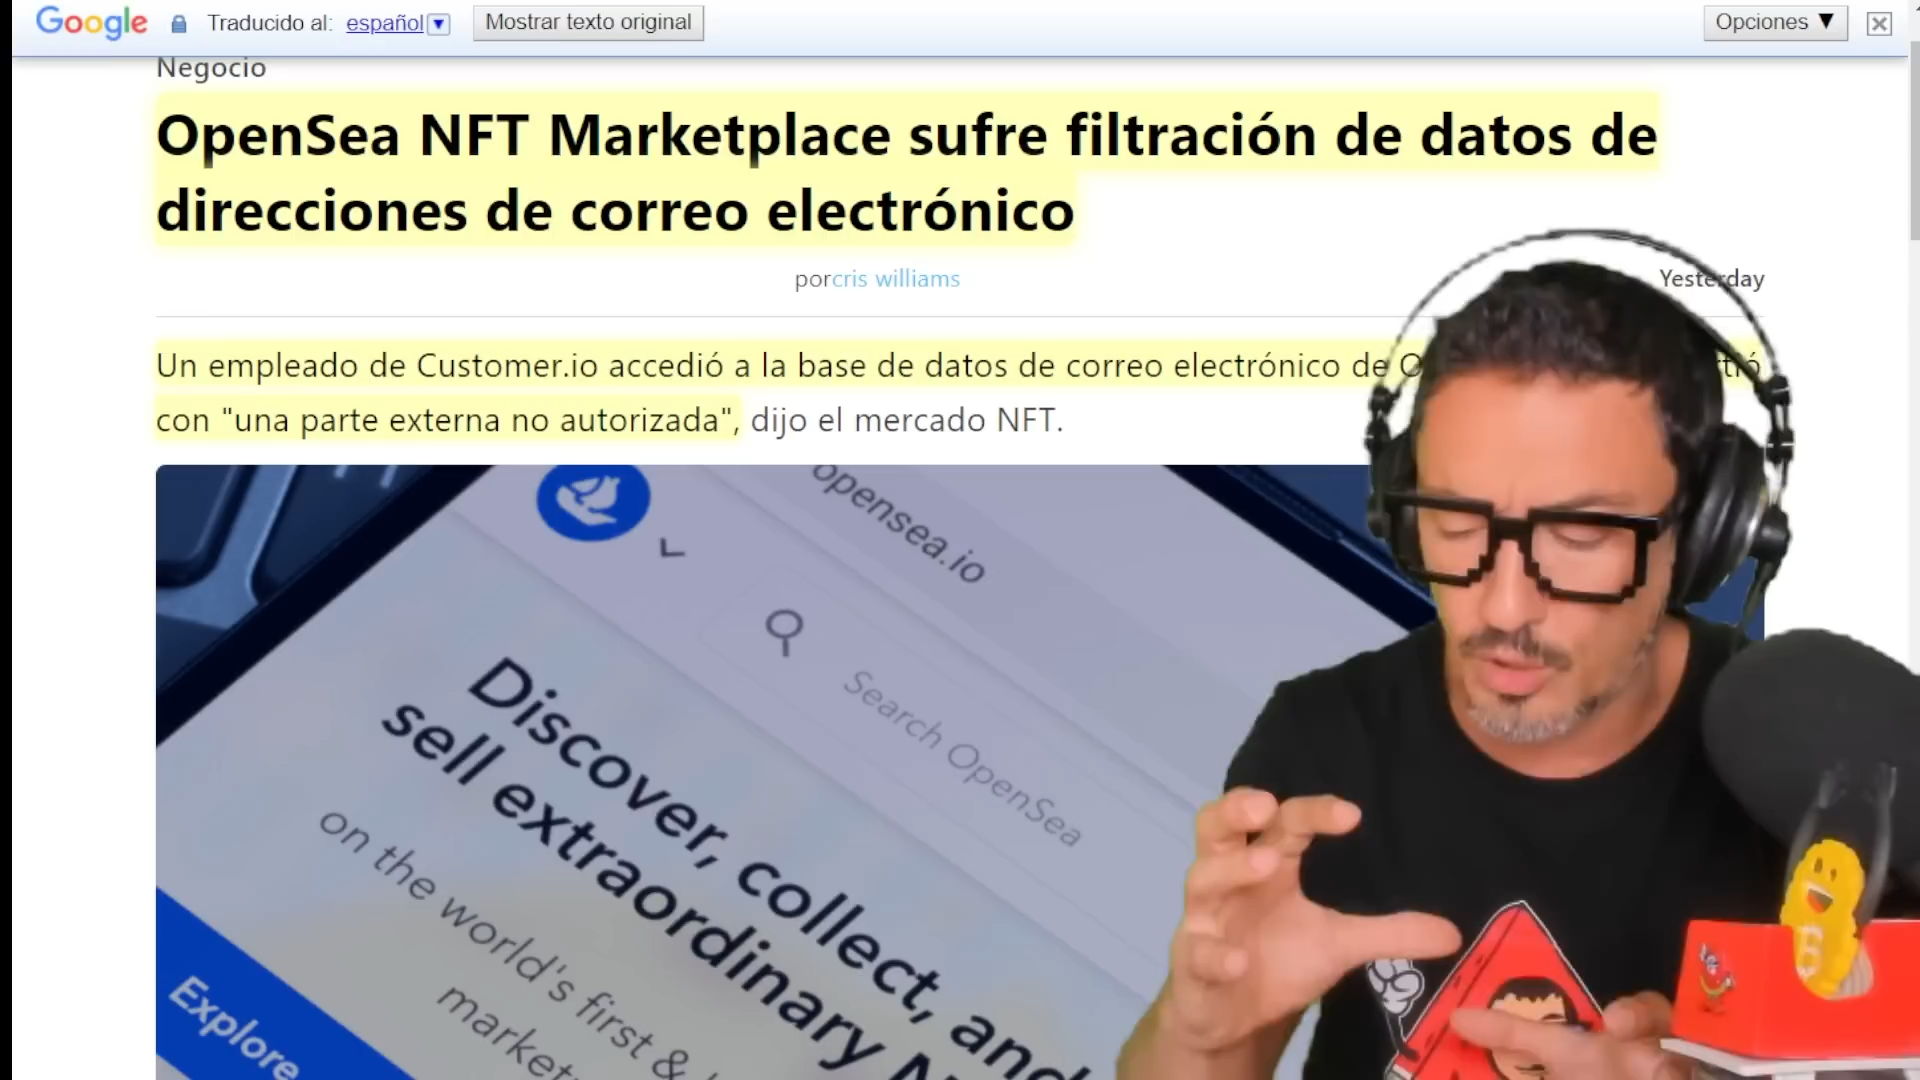 Google Traducido al: español Mostrar texto original Opciones ▼
Negocio
OpenSea NFT Marketplace sufre filtración de datos de
direcciones de correo electrónico
porcris williams Yesterday
Un empleado de Customer.io accedió a la base de datos de correo electrónico de
con "una parte externa no autorizada", dijo el mercado NFT.
opensea.io
Search OpenSea
Discover, collect, and
sell extraordinary
on the world's first &
Explore